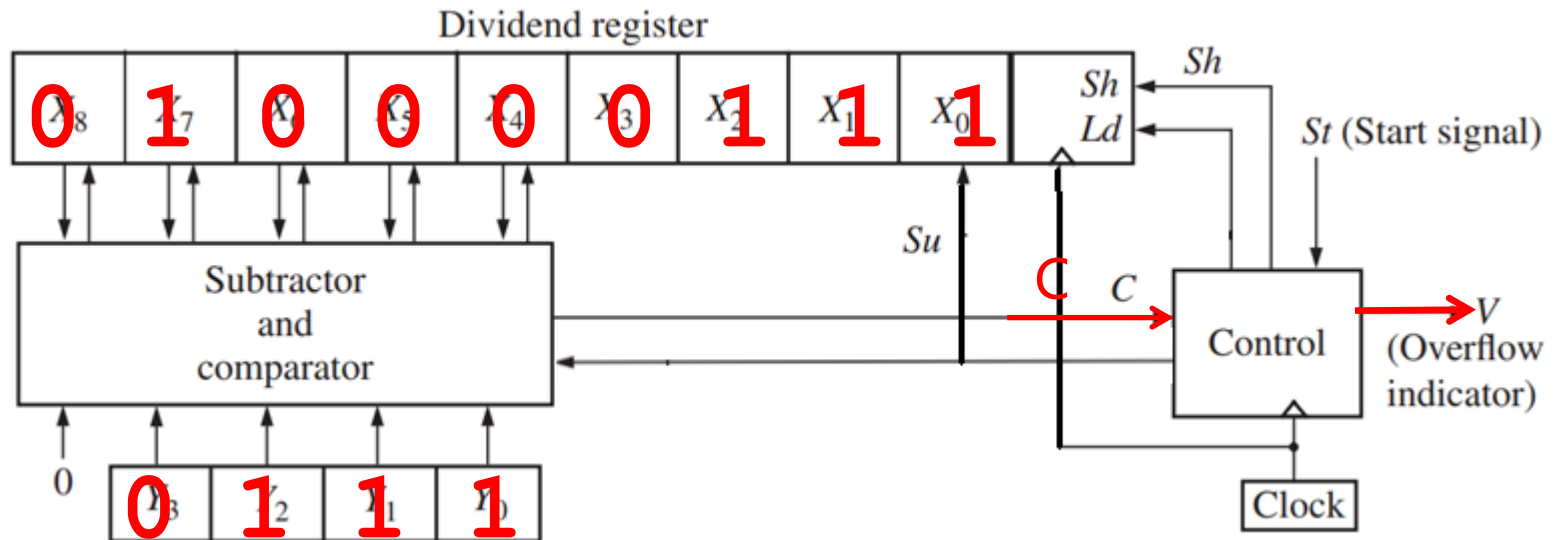 Dividend register
0 1 0 0 0 0 1 1 1
X8 X7 X6 X5 X4 X3 X2 X1 X0
Sh
Ld
Sh
St (Start signal)
Su
C
C
Subtractor
and
comparator
Control
V
(Overflow
indicator)
0
0 1 1 1
Y3 Y2 Y1 Y0
Clock